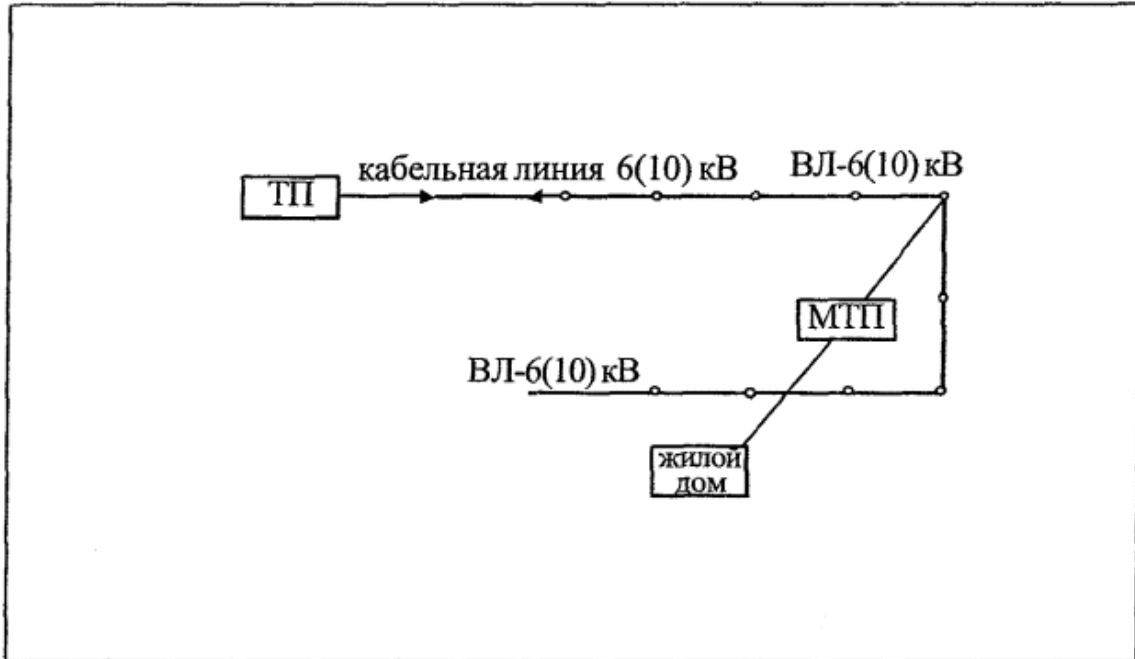 кабельная линия 6(10) кВ
ВЛ-6(10) кВ
ТП
МТП
ВЛ-6(10) кВ
жилой
дом